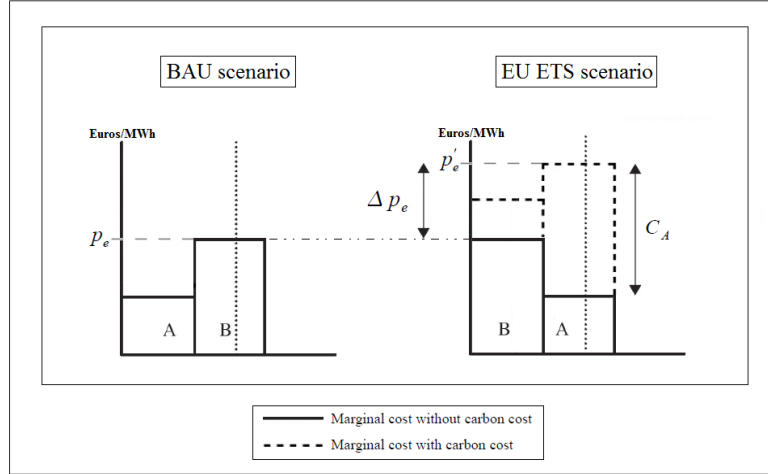 BAU scenario
EU ETS scenario
Euros/MWh
Euros/MWh
p'e
Δ pe
pe
C A
A
B
B
A
Marginal cost without carbon cost
Marginal cost with carbon cost